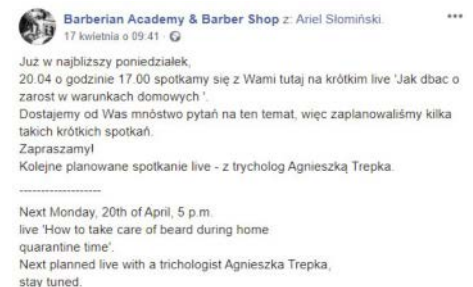 Barberian Academy & Barber Shop z: Ariel Słomiński.
17 kwietnia o 09:41 ·
Już w najbliższy poniedziałek,
20.04 o godzinie 17.00 spotkamy się z Wami tutaj na krótkim live 'Jak dbac o
zarost w warunkach domowych '.
Dostajemy od Was mnóstwo pytań na ten temat, więc zaplanowaliśmy kilka
takich krótkich spotkań.
Zapraszamy!
Kolejne planowane spotkanie live - z trycholog Agnieszką Trepka.
-------------------
Next Monday, 20th of April, 5 p.m.
live 'How to take care of beard during home
quarantine time'.
Next planned live with a trichologist Agnieszka Trepka,
stay tuned.